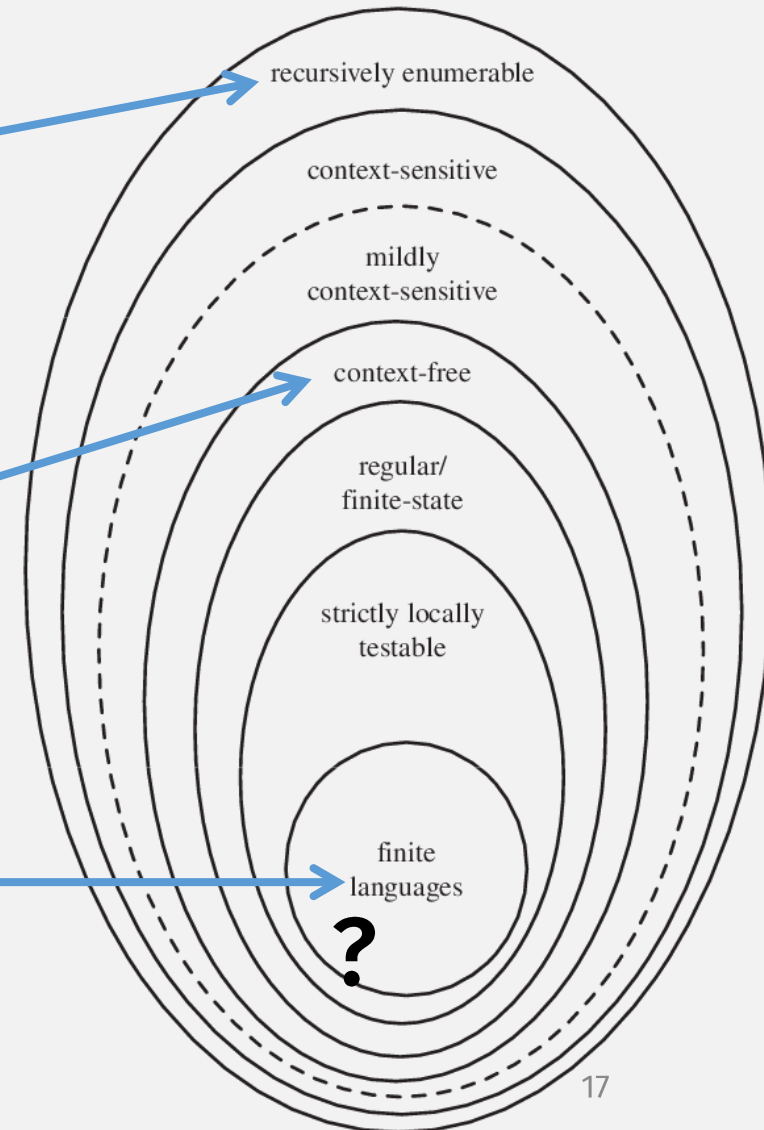 recursively enumerable
context-sensitive
mildly
context-sensitive
context-free
regular/
finite-state
strictly locally
testable
finite
languages
?
17